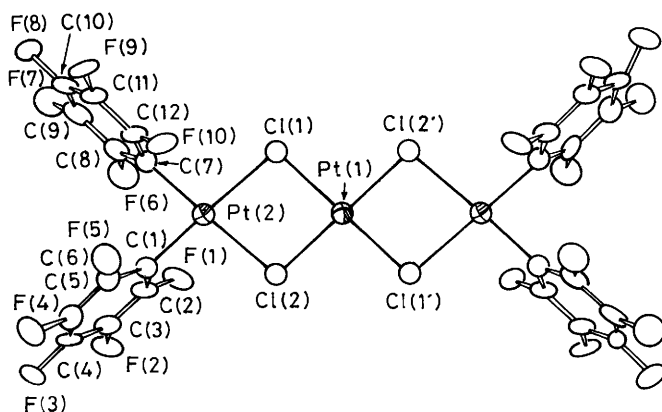 F(8)
C(10)
F(9)
F(7)
C(11)
C(12)
C(9)
F(10)
Cl(1)
Cl(2')
C(8)
C(7)
Pt(1)
F(6)
Pt(2)
F(5)
C(1)
C(6)
F(1)
C(5)
C(2)
Cl(2)
Cl(1')
F(4)
C(3)
F(2)
C(4)
F(3)